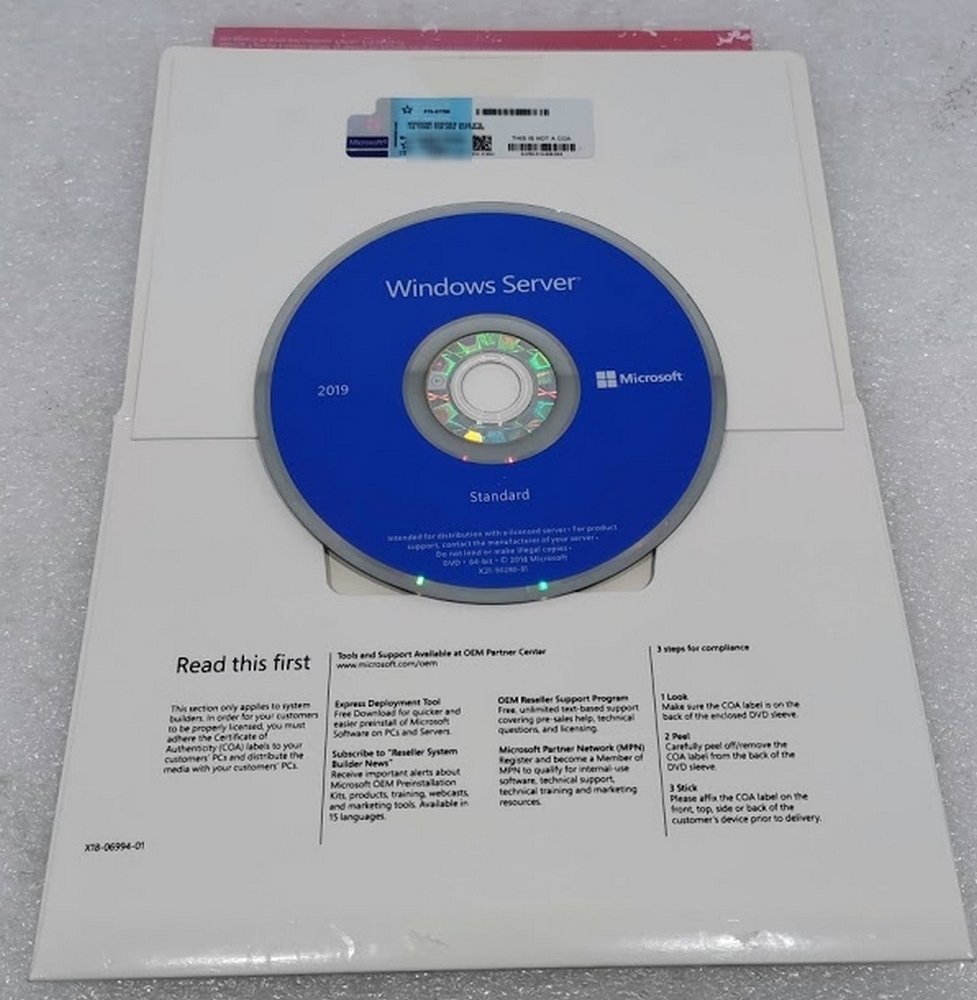 Microsoft
THIS IS NOT A COA
Windows Server
2019
Microsoft
Standard
Intended for distribution with a licensed server • For product
support, contact the manufacturer of your server •
Do not lend or make illegal copies •
DVD • 64-bit • © 2018 Microsoft
Read this first
This section only applies to system
builders. In order for your customers
to be properly licensed, you must
adhere the Certificate of
Authenticity (COA) labels to your
customers' PCs and distribute the
media with your customers' PCs.
X18-06994-01
Tools and Support Available at OEM Partner Center
www.microsoft.com/oem
Express Deployment Tool
Free Download for quicker and
easier preinstall of Microsoft
Software on PCs and Servers.
Subscribe to "Reseller System
Builder News"
Receive important alerts about
Microsoft OEM Preinstallation
Kits, products, training, webcasts,
and marketing tools. Available in
15 languages.
OEM Reseller Support Program
Free, unlimited text-based support
covering pre-sales help, technical
questions, and licensing.
Microsoft Partner Network (MPN)
Register and become a Member of
MPN to qualify for internal-use
software, technical support,
technical training and marketing
resources.
3 steps for compliance
1 Look
Make sure the COA label is on the
back of the enclosed DVD sleeve.
2 Peel
Carefully peel off/remove the
COA label from the back of the
DVD sleeve.
3 Stick
Please affix the COA label on the
front, top, side or back of the
customer's device prior to delivery.